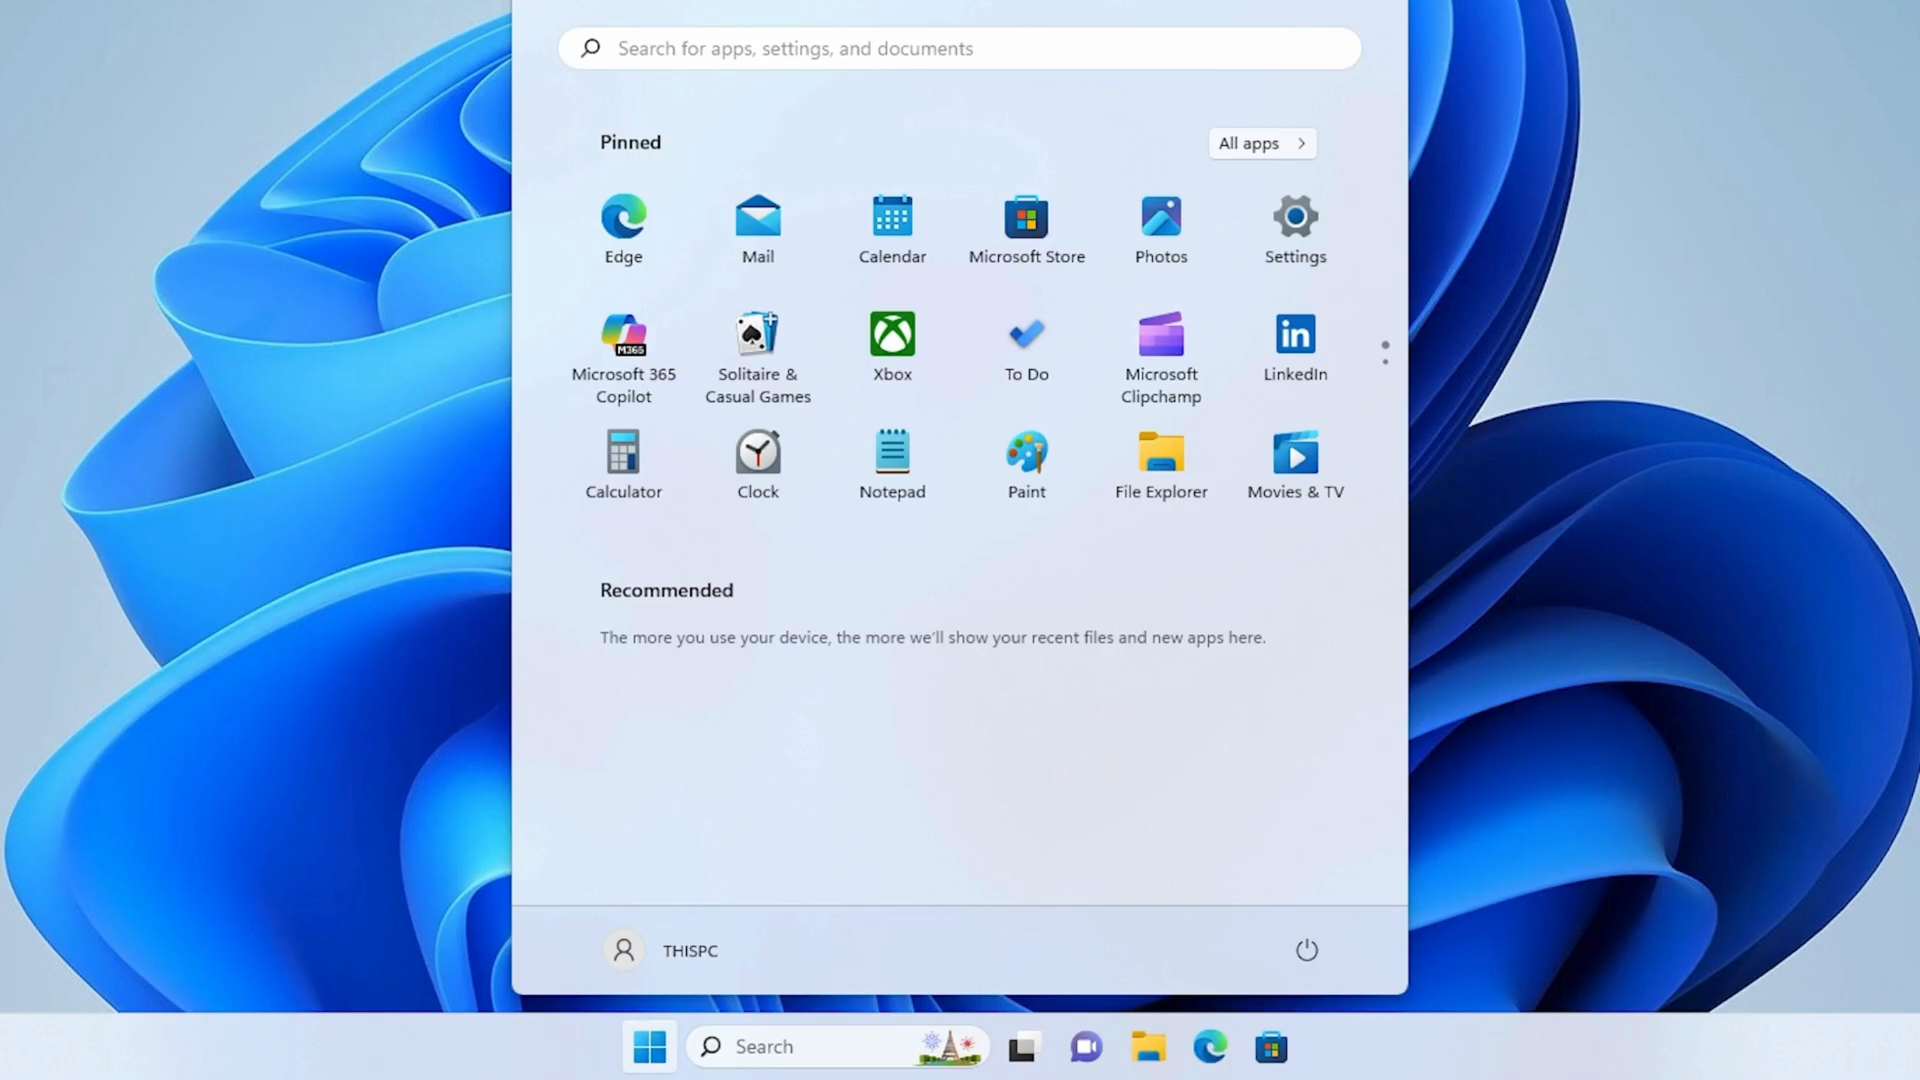 Search for apps, settings, and documents
Pinned
All apps
Edge
Mail
Calendar
Microsoft Store
Photos
Settings
M365
Microsoft 365
Copilot
Solitaire &
Casual Games
Xbox
To Do
Microsoft
Clipchamp
in
LinkedIn
Calculator
Clock
Notepad
Paint
File Explorer
Movies & TV
Recommended
The more you use your device, the more we'll show your recent files and new apps here.
THISPC
Search